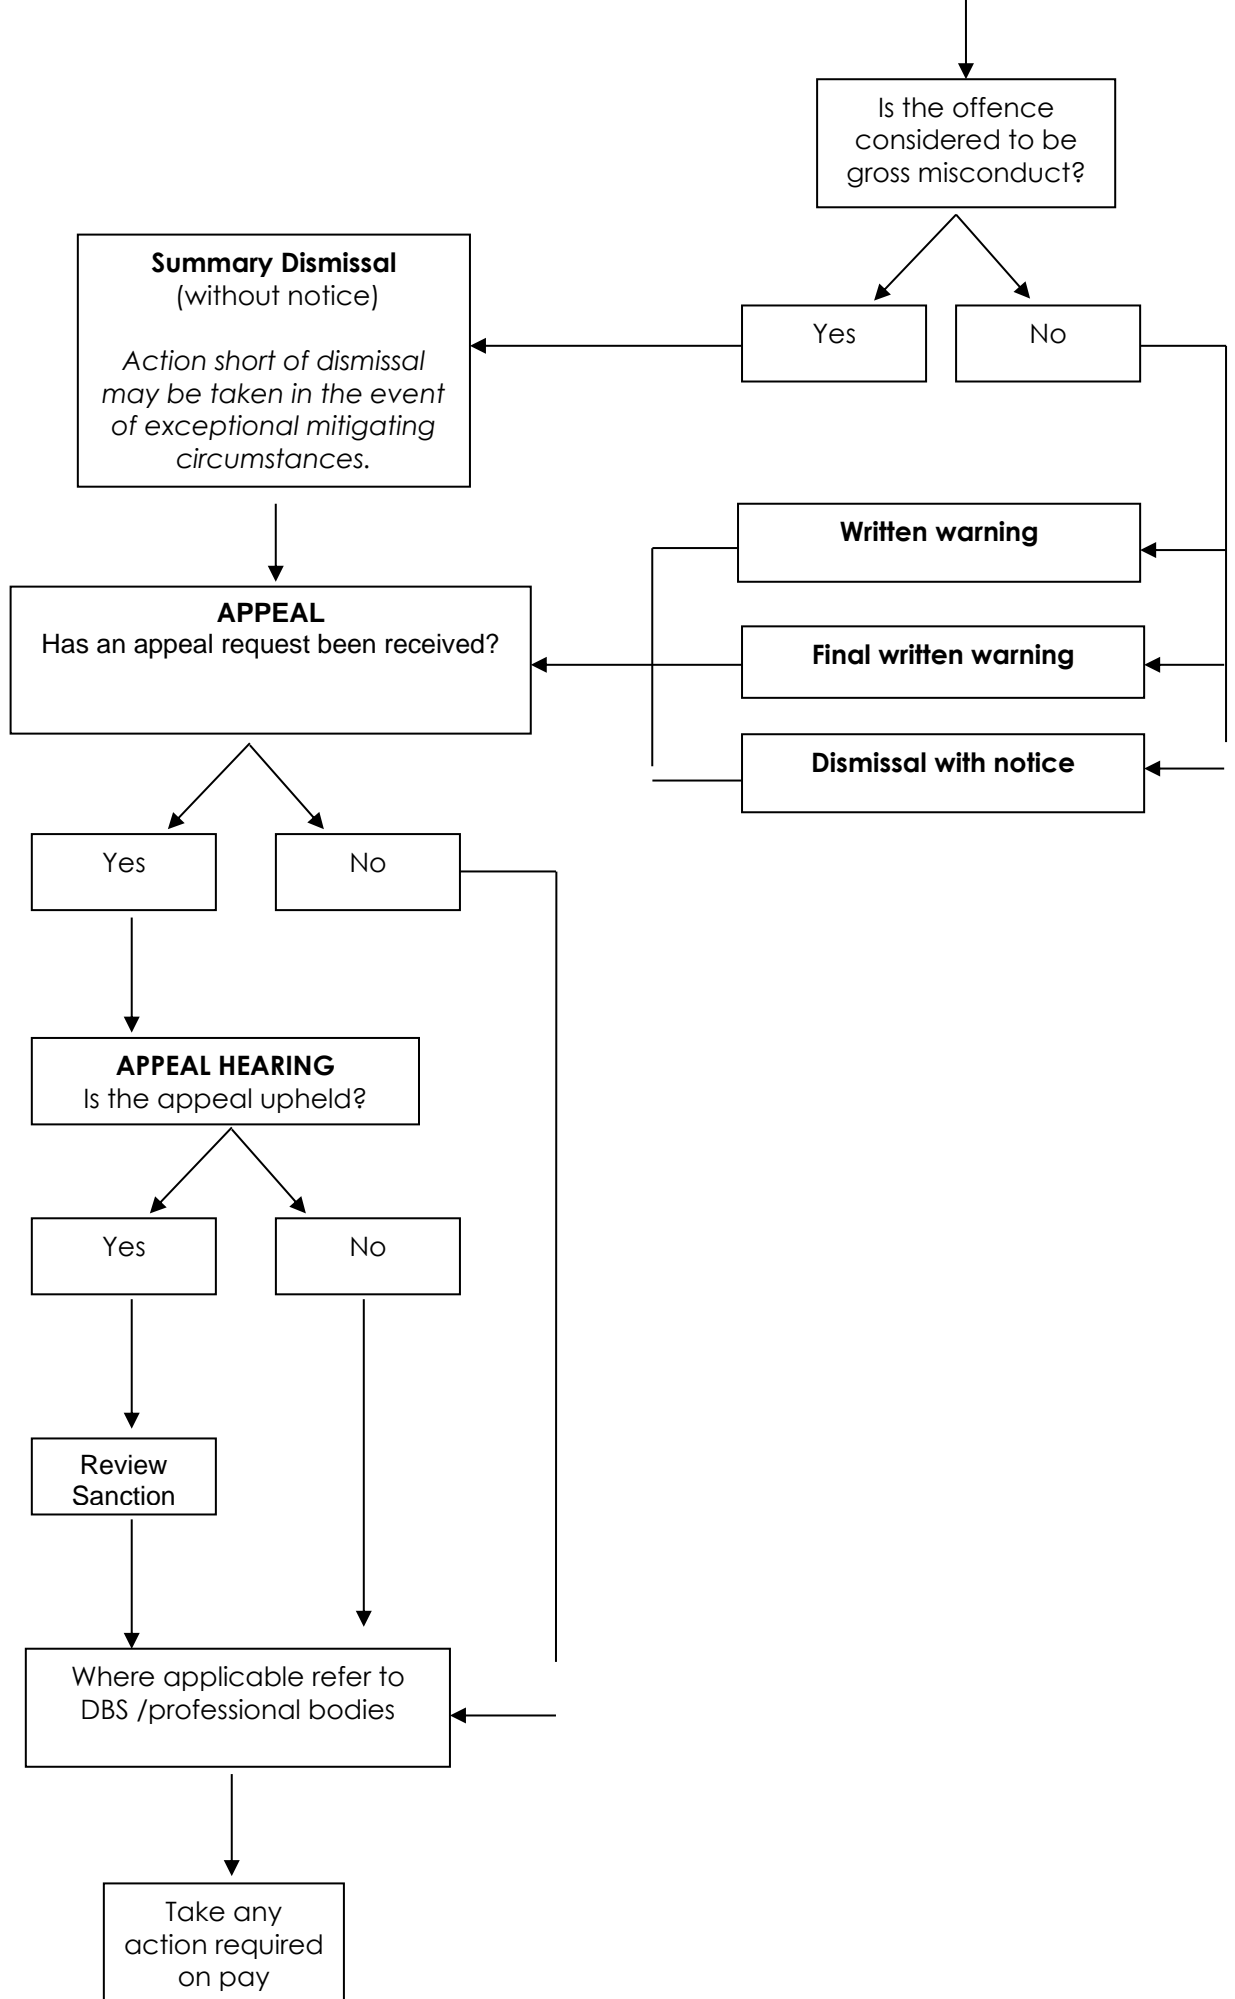 Is the offence
considered to be
gross misconduct?
Summary Dismissal
(without notice)
Action short of dismissal
may be taken in the event
of exceptional mitigating
circumstances.
Yes
No
Written warning
APPEAL
Has an appeal request been received?
Final written warning
Dismissal with notice
Yes
No
APPEAL HEARING
Is the appeal upheld?
Yes
No
Review
Sanction
Where applicable refer to
DBS /professional bodies
Take any
action required
on pay